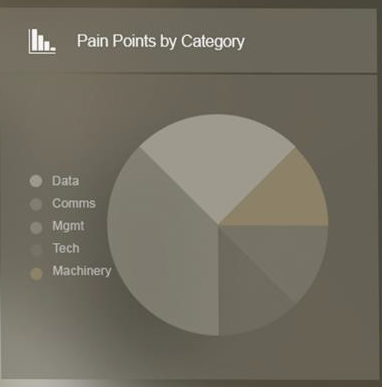 Pain Points by Category
Data
Comms
Mgmt
Tech
Machinery